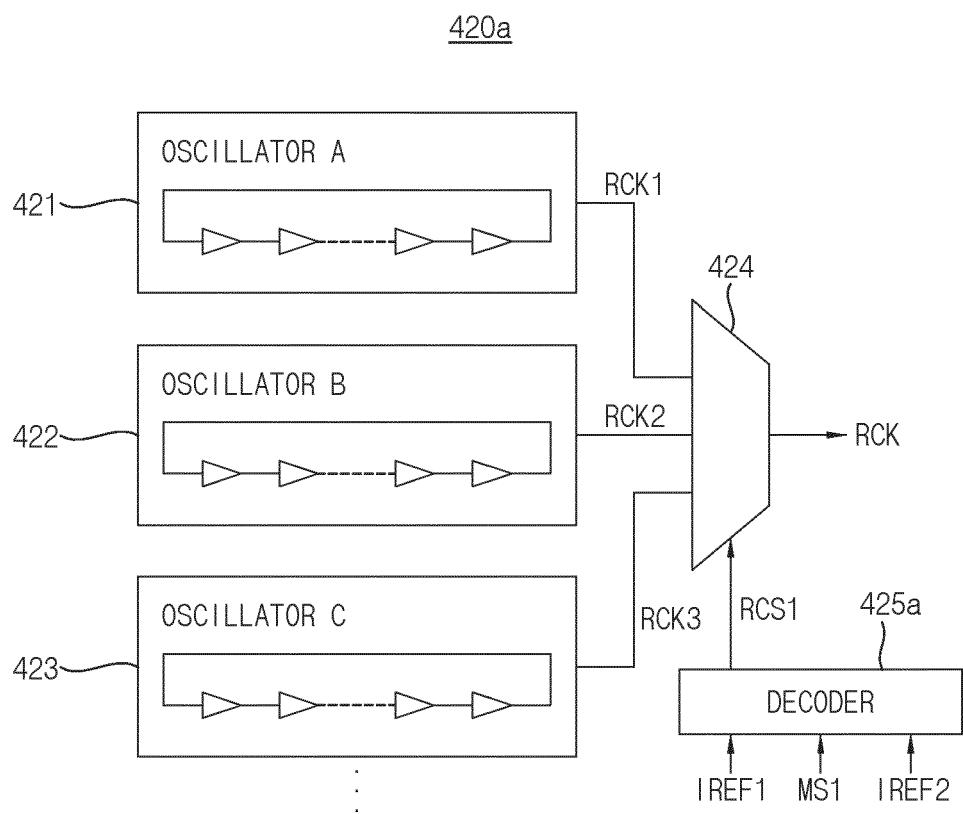 420a
OSCILLATOR A
421
RCK1
424
OSCILLATOR B
422
RCK2
RCK
OSCILLATOR C
423
RCK3
RCS1
425a
DECODER
IREF1 MS1 IREF2